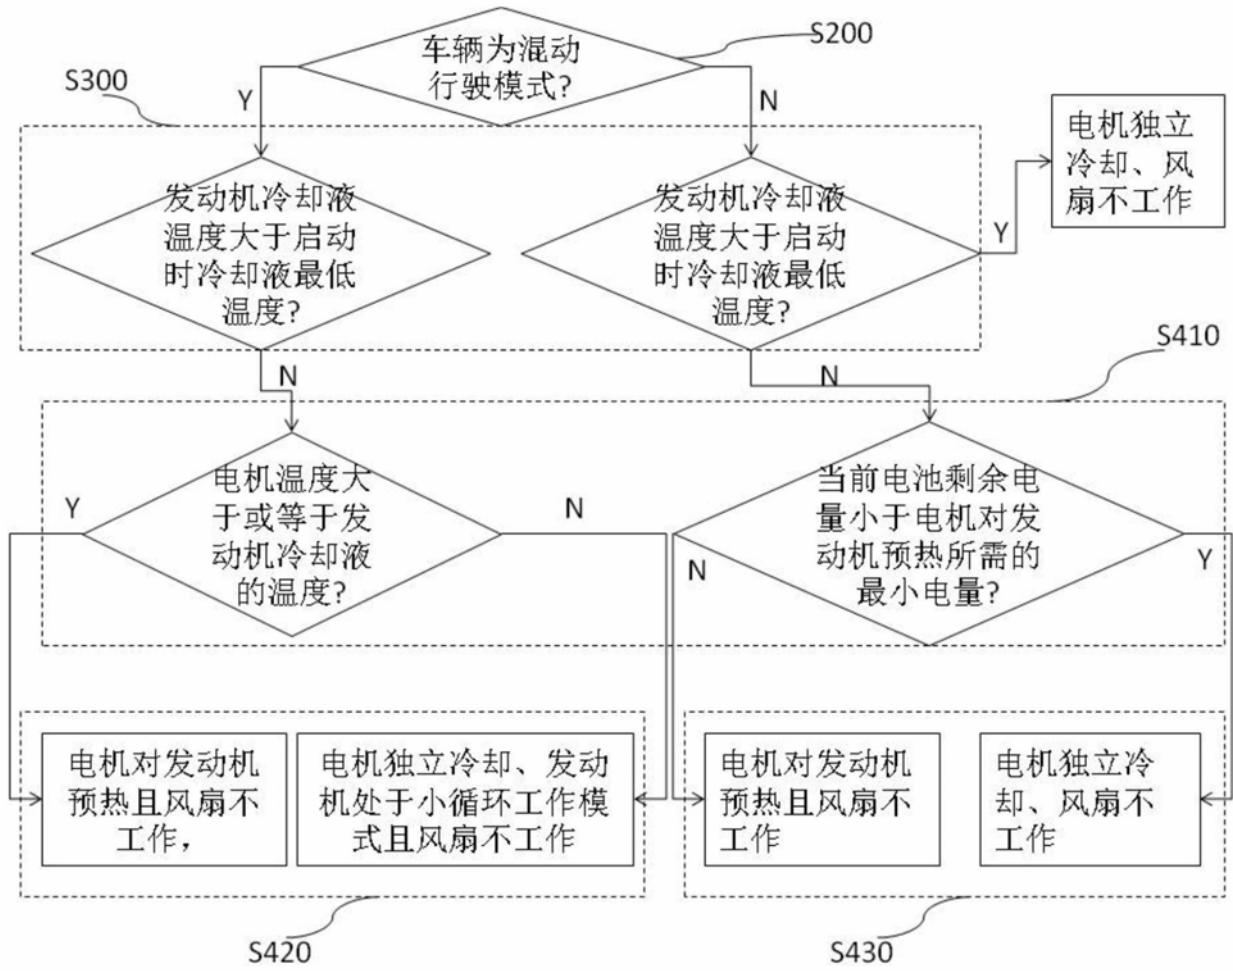 车辆为混动
行驶模式?
S200
S300
Y
N
发动机冷却液
温度大于启动
时冷却液最低
温度?
发动机冷却液
温度大于启动
时冷却液最低
温度?
Y
电机独立
冷却、风
扇不工作
N
N
S410
Y
电机温度大
于或等于发
动机冷却液
的温度?
N
N
当前电池剩余电
量小于电机对发
动机预热所需的
最小电量?
Y
电机对发动机
预热且风扇不
工作，
电机独立冷却、发动
机处于小循环工作模
式且风扇不工作
电机对发动机
预热且风扇不
工作
电机独立冷
却、风扇不
工作
S420
S430